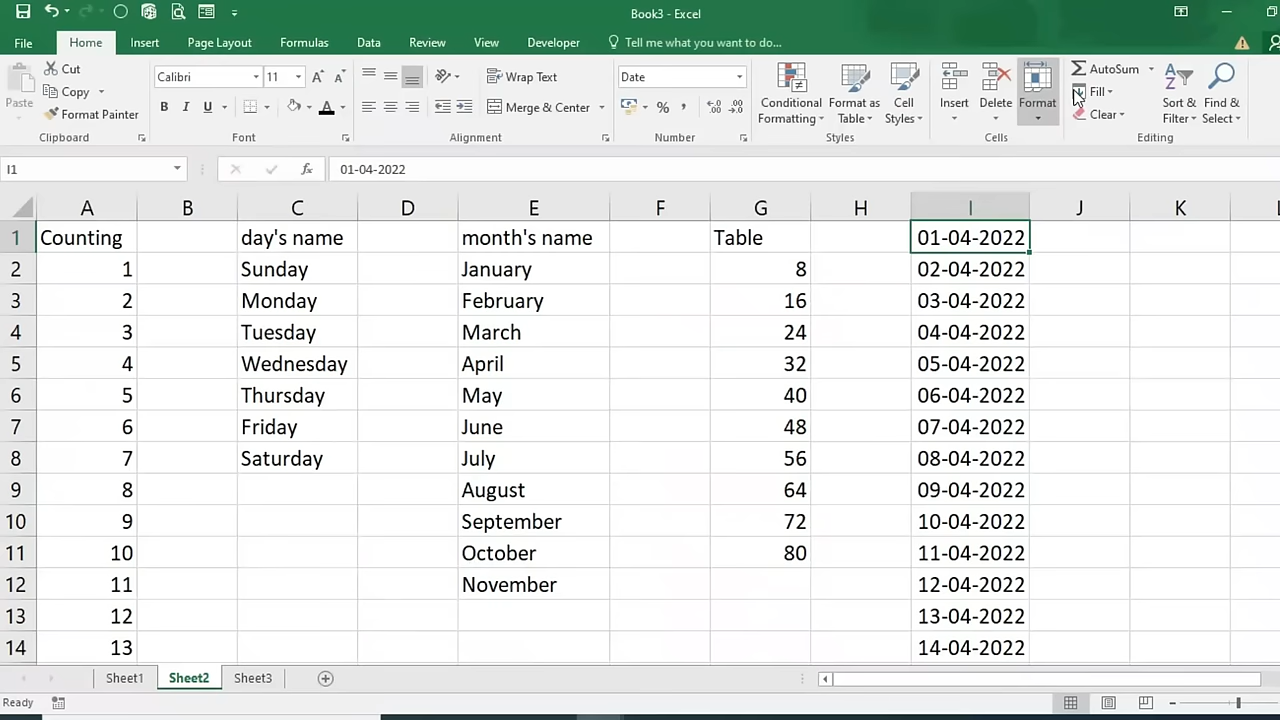 Book3 - Excel
File Home Insert Page Layout Formulas Data Review View Developer Tell me what you want to do...
Paste Cut Copy Format Painter Clipboard
Calibri 11 B I U A Font
Wrap Text Merge & Center Alignment
Date % , Number
Conditional Formatting Format as Table Cell Styles Styles
Insert Delete Format Cells
AutoSum Fill Clear Sort & Filter Find & Select Editing
I1 fx 01-04-2022
A B C D E F G H I J K
1 Counting day's name month's name Table 01-04-2022
2 1 Sunday January 8 02-04-2022
3 2 Monday February 16 03-04-2022
4 3 Tuesday March 24 04-04-2022
5 4 Wednesday April 32 05-04-2022
6 5 Thursday May 40 06-04-2022
7 6 Friday June 48 07-04-2022
8 7 Saturday July 56 08-04-2022
9 8 August 64 09-04-2022
10 9 September 72 10-04-2022
11 10 October 80 11-04-2022
12 11 November 12-04-2022
13 12 13-04-2022
14 13 14-04-2022
Sheet1 Sheet2 Sheet3
Ready